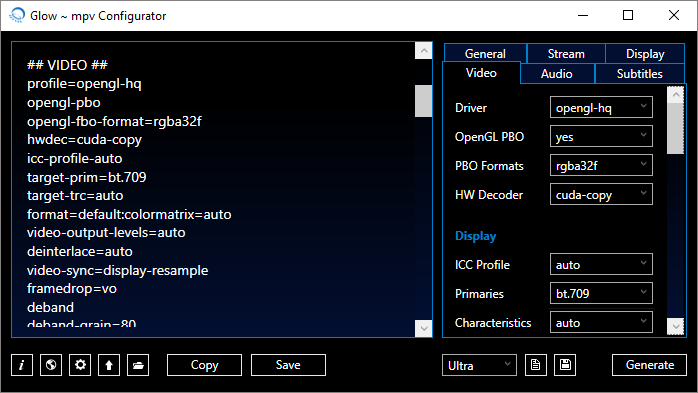 Glow ~ mpv Configurator
## VIDEO ##
profile=opengl-hq
opengl-pbo
opengl-fbo-format=rgba32f
hwdec=cuda-copy
icc-profile-auto
target-prim=bt.709
target-trc=auto
format=default:colormatrix=auto
video-output-levels=auto
deinterlace=auto
video-sync=display-resample
framedrop=vo
deband
deband-grain=80
General Stream Display
Video Audio Subtitles
Driver opengl-hq
OpenGL PBO yes
PBO Formats rgba32f
HW Decoder cuda-copy
Display
ICC Profile auto
Primaries bt.709
Characteristics auto
i Copy Save Ultra Generate